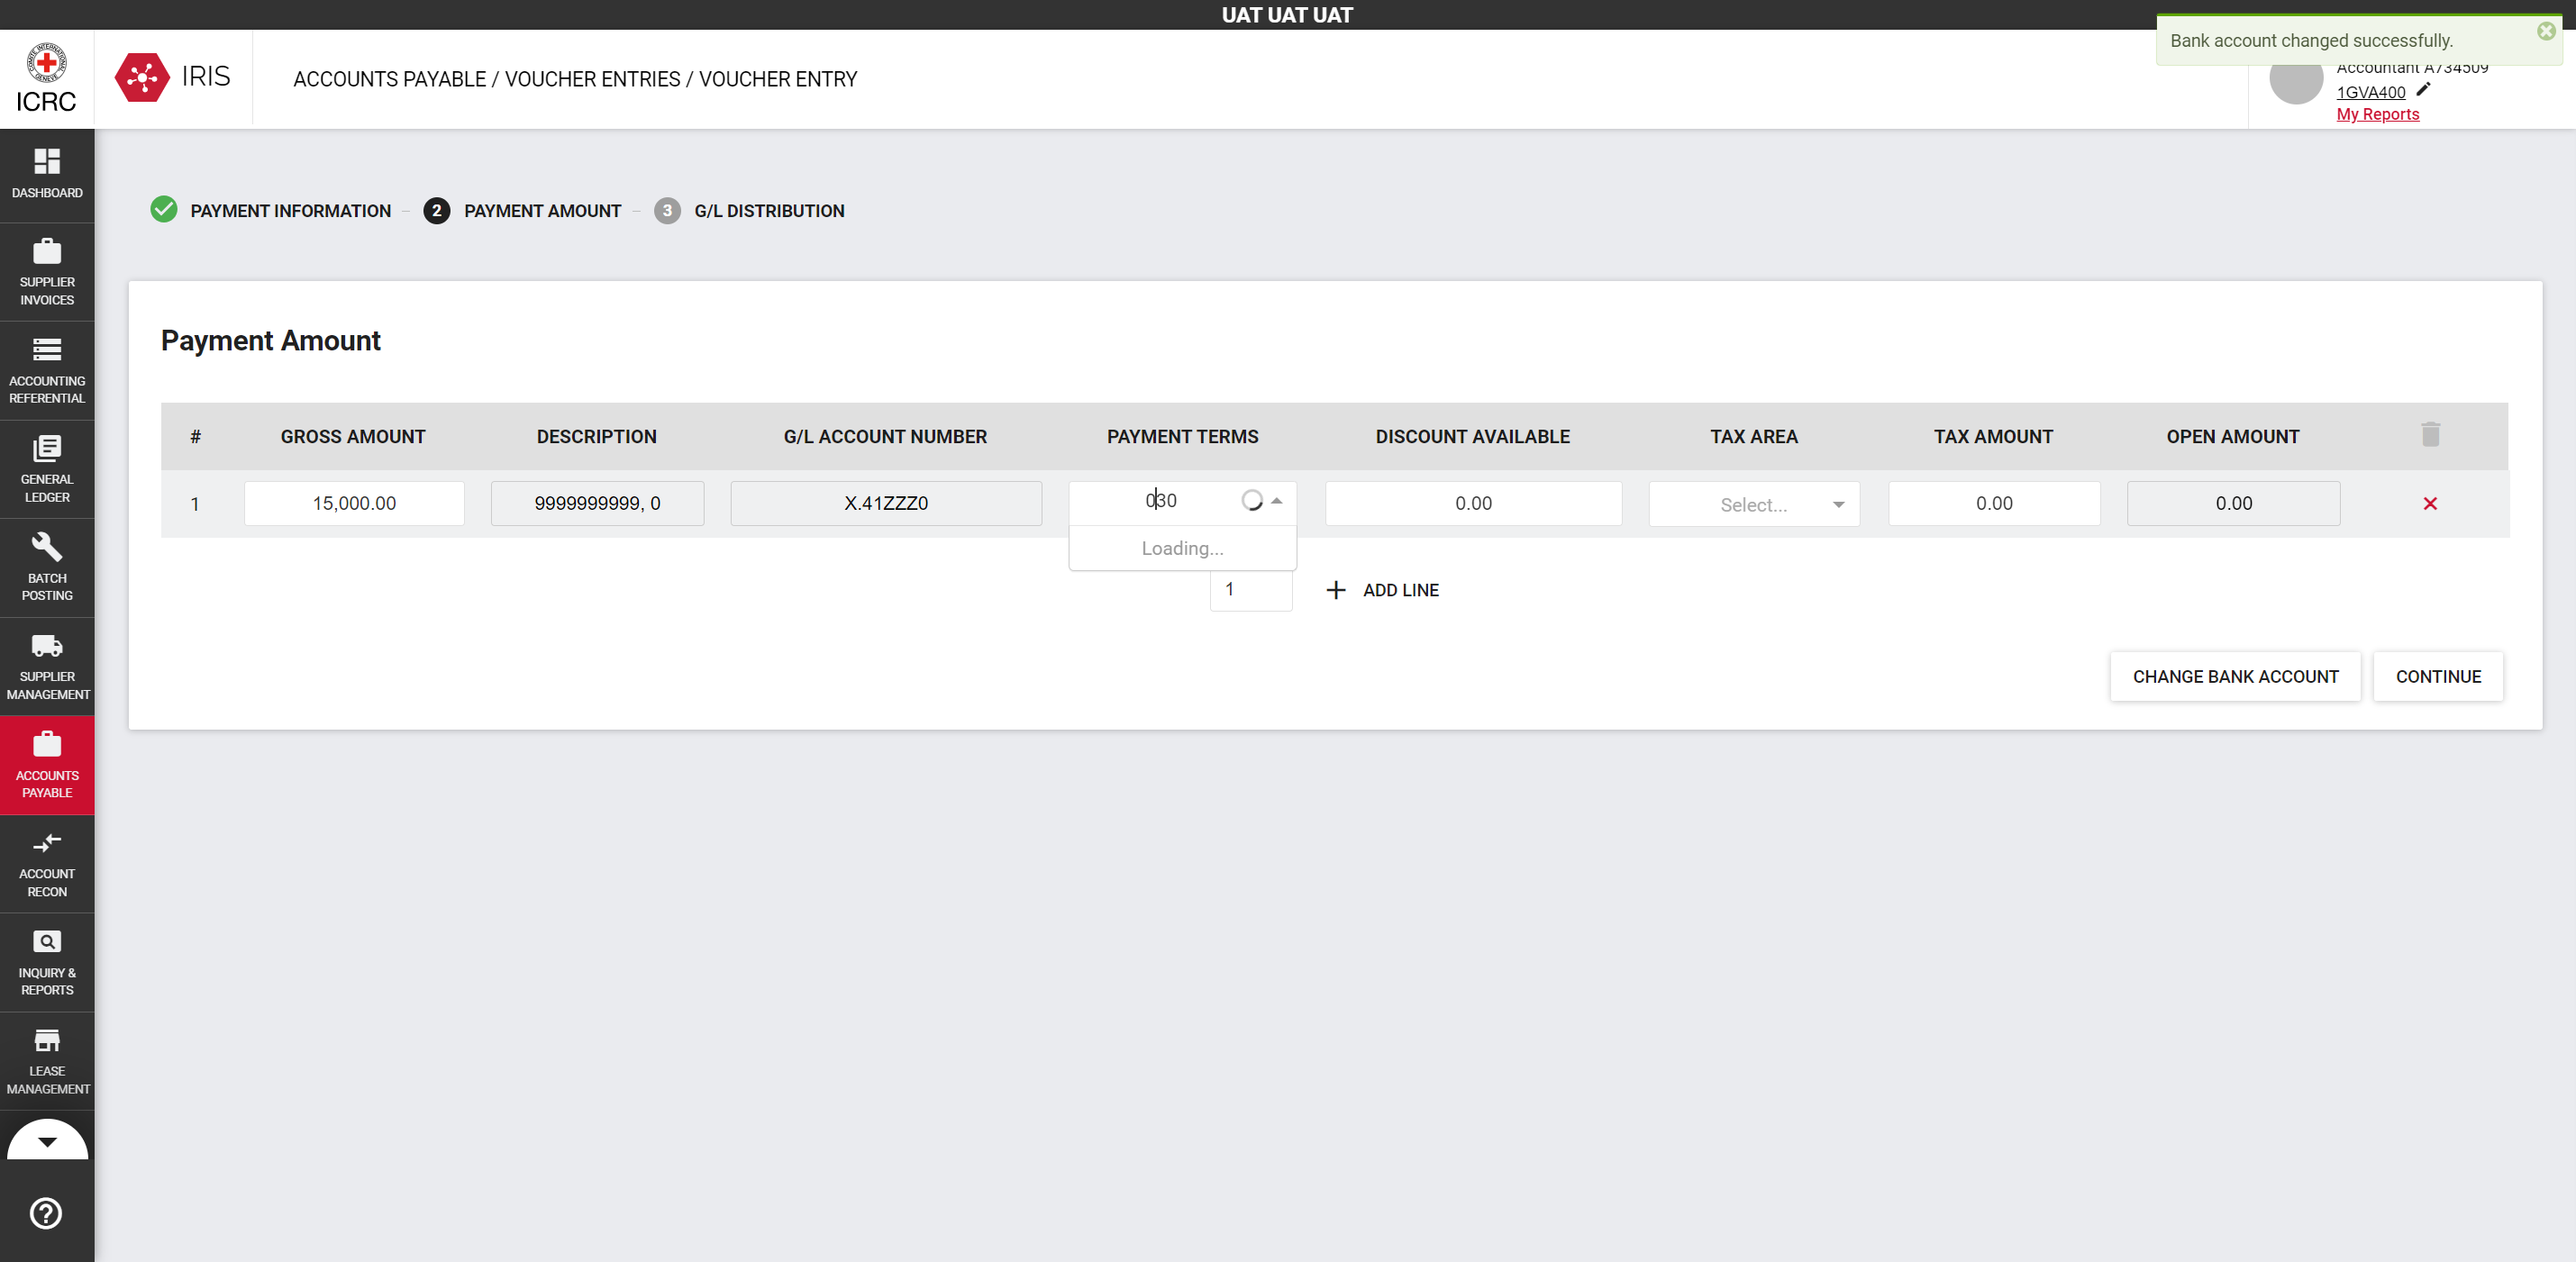 UAT UAT UAT
Bank account changed successfully.
ICRC
IRIS
ACCOUNTS PAYABLE / VOUCHER ENTRIES / VOUCHER ENTRY
Accountant A734509
1GVA400
My Reports
DASHBOARD
SUPPLIER
INVOICES
ACCOUNTING
REFERENTIAL
GENERAL
LEDGER
BATCH
POSTING
SUPPLIER
MANAGEMENT
ACCOUNTS
PAYABLE
ACCOUNT
RECON
INQUIRY &
REPORTS
LEASE
MANAGEMENT
PAYMENT INFORMATION – 2 PAYMENT AMOUNT – 3 G/L DISTRIBUTION
Payment Amount
# GROSS AMOUNT DESCRIPTION G/L ACCOUNT NUMBER PAYMENT TERMS DISCOUNT AVAILABLE TAX AREA TAX AMOUNT OPEN AMOUNT
1 15,000.00 9999999999, 0 X.41ZZZ0 030 0.00 Select... 0.00 0.00
Loading...
1 ADD LINE
CHANGE BANK ACCOUNT CONTINUE